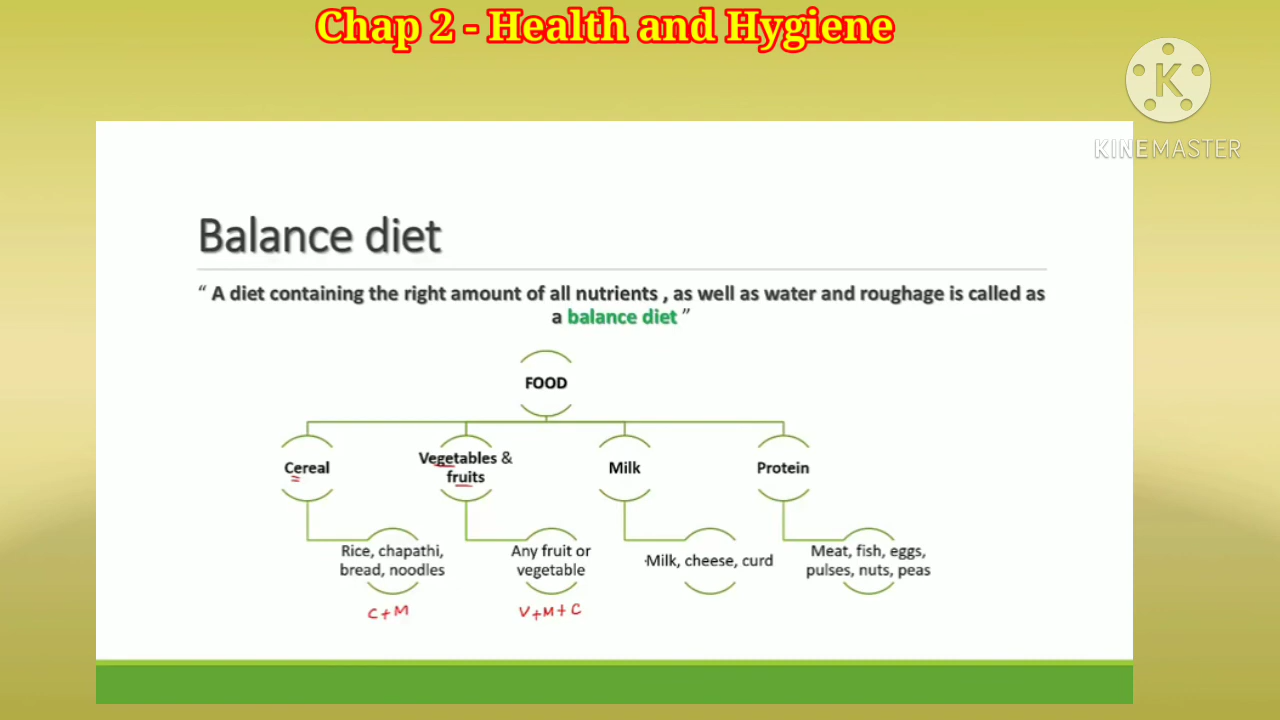 Chap 2 - Health and Hygiene
K
KINEMASTER
Balance diet
“ A diet containing the right amount of all nutrients , as well as water and roughage is called as
a balance diet ”
FOOD
Cereal
Vegetables &
fruits
Milk
Protein
Rice, chapathi,
bread, noodles
Any fruit or
vegetable
Milk, cheese, curd
Meat, fish, eggs,
pulses, nuts, peas
C+M
V+M+C